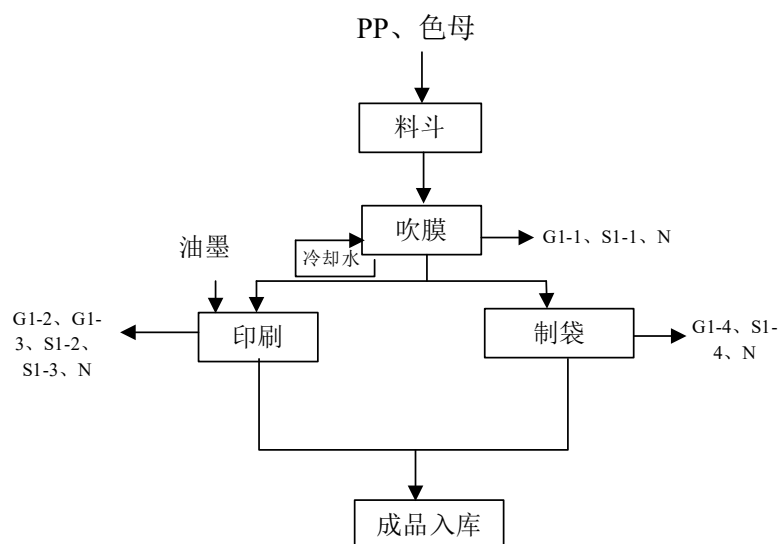 PP、色母
料斗
吹膜
G1-1、S1-1、N
冷却水
油墨
G1-2、G1-
3、S1-2、
S1-3、N
印刷
制袋
G1-4、S1-
4、N
成品入库